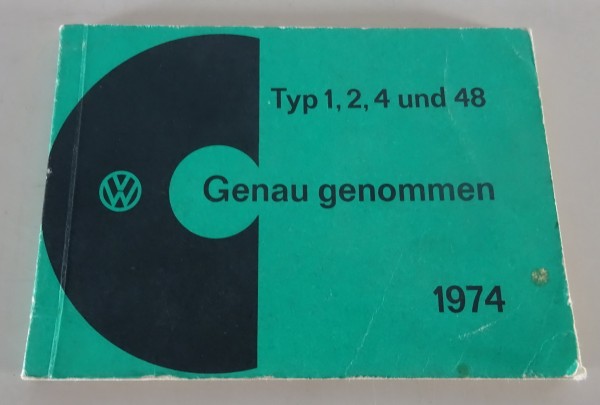 Typ 1, 2, 4 und 48
VW
Genau genommen
1974